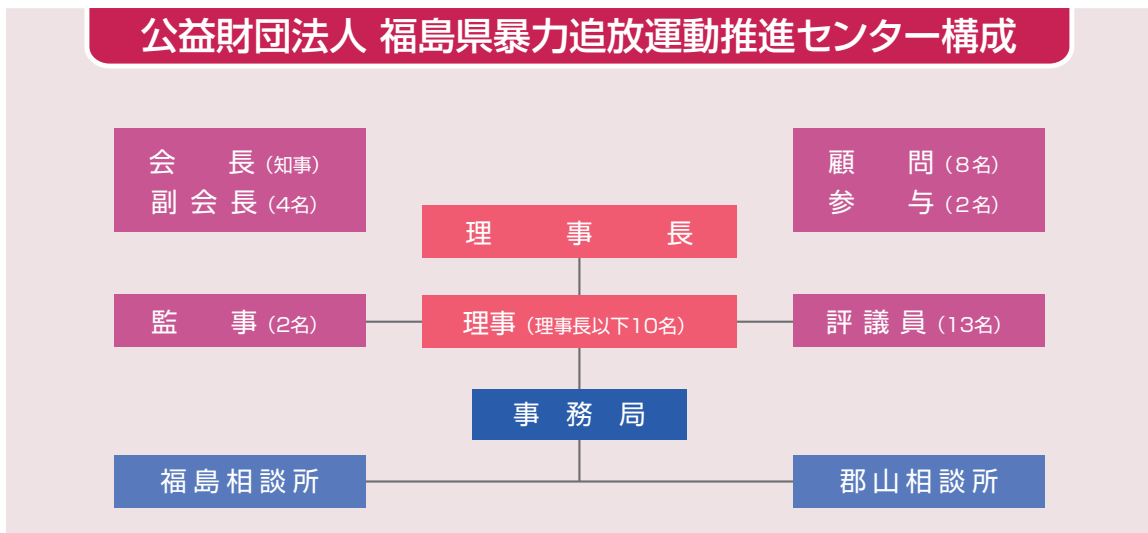 公益財団法人 福島県暴力追放運動推進センター構成
会長(知事)
副会長(4名)
顧問(8名)
参与(2名)
理事長
監事(2名)
理事(理事長以下10名)
評議員(13名)
事務局
福島相談所
郡山相談所